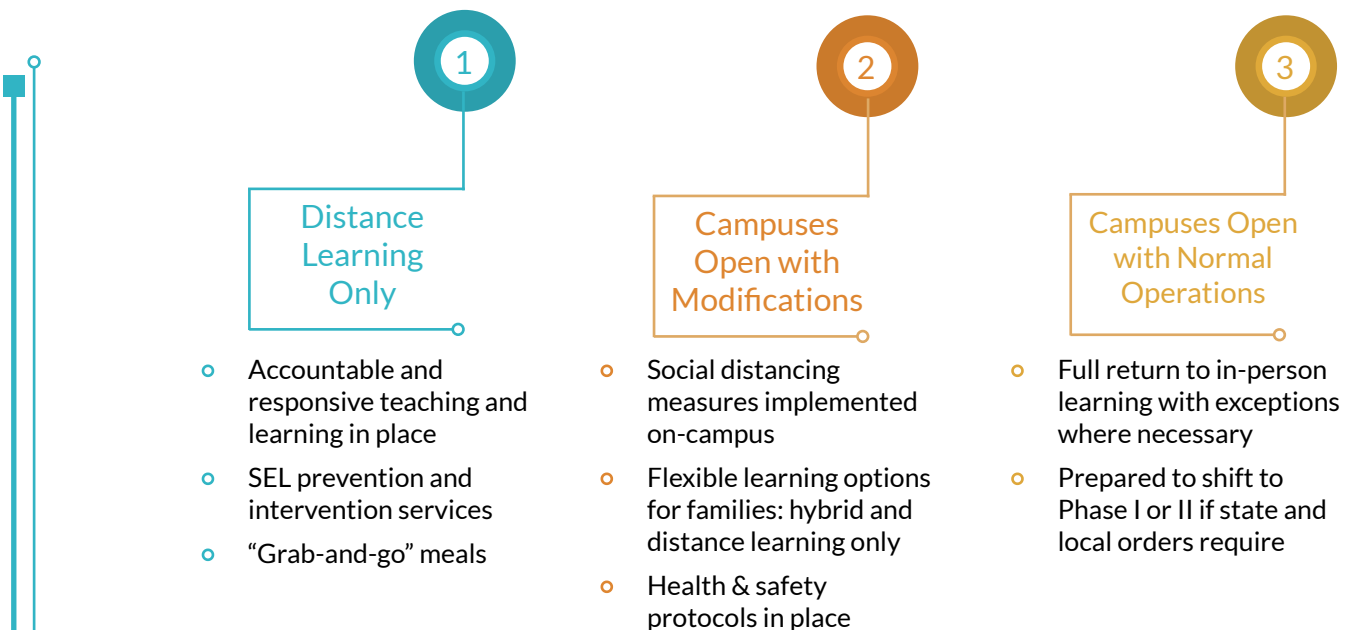 1
Distance
Learning
Only
Accountable and
responsive teaching and
learning in place
SEL prevention and
intervention services
“Grab-and-go” meals
2
Campuses
Open with
Modifications
Social distancing
measures implemented
on-campus
Flexible learning options
for families: hybrid and
distance learning only
Health & safety
protocols in place
3
Campuses Open
with Normal
Operations
Full return to in-person
learning with exceptions
where necessary
Prepared to shift to
Phase I or II if state and
local orders require